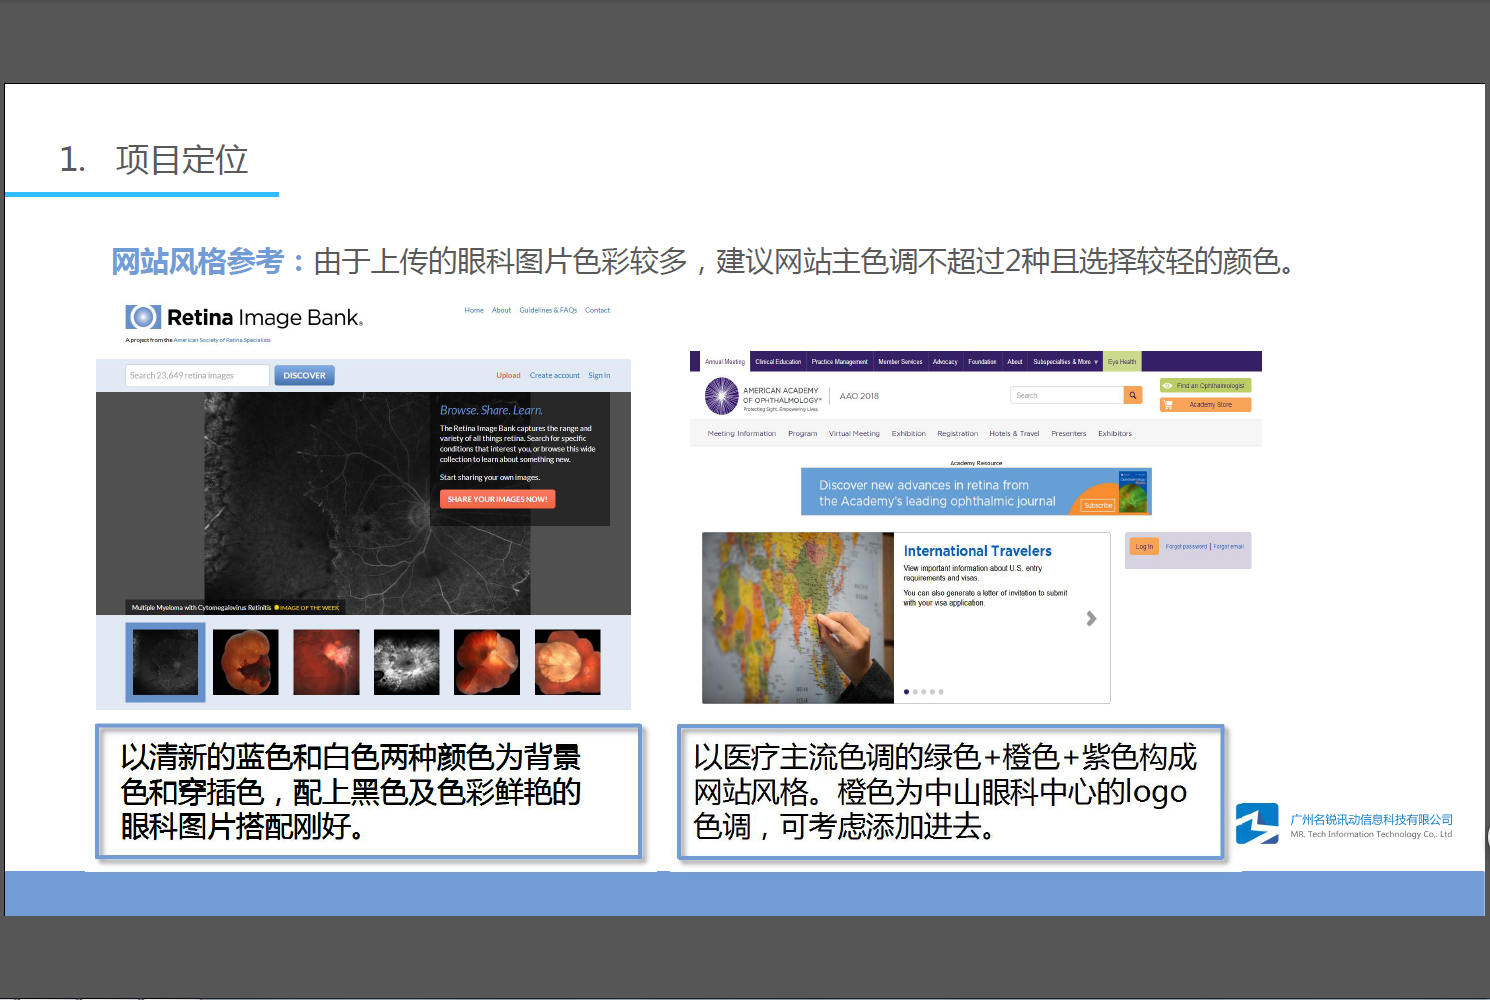 1. 项目定位
网站风格参考：由于上传的眼科图片色彩较多，建议网站主色调不超过2种且选择较轻的颜色。
Retina Image Bank.
A project from the American Society of Retina Specialists
Home About Guidelines & FAQs Contact
Search 23,649 retina images
DISCOVER
Upload Create account Sign in
Browse. Share. Learn.
The Retina Image Bank captures the range and
variety of all things retina. Search for specific
conditions that interest you, or browse this wide
collection to learn about something new.
Start sharing your own images.
SHARE YOUR IMAGES NOW!
Multiple Myeloma with Cytomegalovirus Retinitis IMAGE OF THE WEEK
以清新的蓝色和白色两种颜色为背景
色和穿插色，配上黑色及色彩鲜艳的
眼科图片搭配刚好。
Annual Meeting Clinical Education Practice Management Member Services Advocacy Foundation About Subspecialties & More Eye Health
AMERICAN ACADEMY
OF OPHTHALMOLOGY®
Protecting Sight. Empowering Lives.
AAO 2018
Search
Find an Ophthalmologist
Academy Store
Meeting Information Program Virtual Meeting Exhibition Registration Hotels & Travel Presenters Exhibitors
Academy Resource
Discover new advances in retina from
the Academy's leading ophthalmic journal
Subscribe
International Travelers
View important information about U.S. entry
requirements and visas.
You can also generate a letter of invitation to submit
with your visa application.
Log In Forgot password | Forgot email
以医疗主流色调的绿色+橙色+紫色构成
网站风格。橙色为中山眼科中心的logo
色调，可考虑添加进去。
广州名锐讯动信息科技有限公司
MR. Tech Information Technology Co,. Ltd